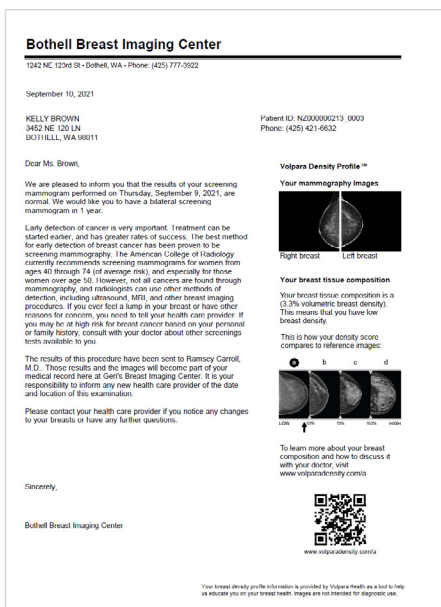 Bothell Breast Imaging Center
1242 NE 123rd St - Bothell, WA - Phone: (425) 777-3922
September 10, 2021
KELLY BROWN
3452 NE 120 LN
BOTHELL, WA 98011
Patient ID: NZ000006213_0003
Phone: (425) 421-6632
Dear Ms. Brown,
We are pleased to inform you that the results of your screening
mammogram performed on Thursday, September 9, 2021, are
normal. We would like you to have a bilateral screening
mammogram in 1 year.
Early detection of cancer is very important. Treatment can be
started earlier, and has greater rates of success. The best method
for early detection of breast cancer has been proven to be
screening mammography. The American College of Radiology
currently recommends screening mammograms for women from
ages 40 through 74 (of average risk), and especially for those
women over age 50. However, not all cancers are found through
mammography, and radiologists can use other methods of
detection, including ultrasound, MRI, and other breast imaging
procedures. If you ever feel a lump in your breast or have other
reasons for concern, you need to tell your health care provider. If
you may be at high risk for breast cancer based on your personal
or family history, consult with your doctor about other screenings
tests available to you.
The results of this procedure have been sent to Ramsey Carroll,
M.D.. Those results and the images will become part of your
medical record here at Geri's Breast Imaging Center. It is your
responsibility to inform any new health care provider of the date
and location of this examination.
Please contact your health care provider if you notice any changes
to your breasts or have any further questions.
Sincerely,
Bothell Breast Imaging Center
Volpara Density Profile™
Your mammography images
Right breast Left breast
Your breast tissue composition
Your breast tissue composition is a
(3.3% volumetric breast density).
This means that you have low
breast density.
This is how your density score
compares to reference images:
a b c d
LOW HIGH
To learn more about your breast
composition and how to discuss it
with your doctor, visit
www.volparadensity.com/a
www.volparadensity.com/a
Your breast density profile information is provided by Volpara Health as a tool to help
us educate you on your breast health. Images are not intended for diagnostic use.